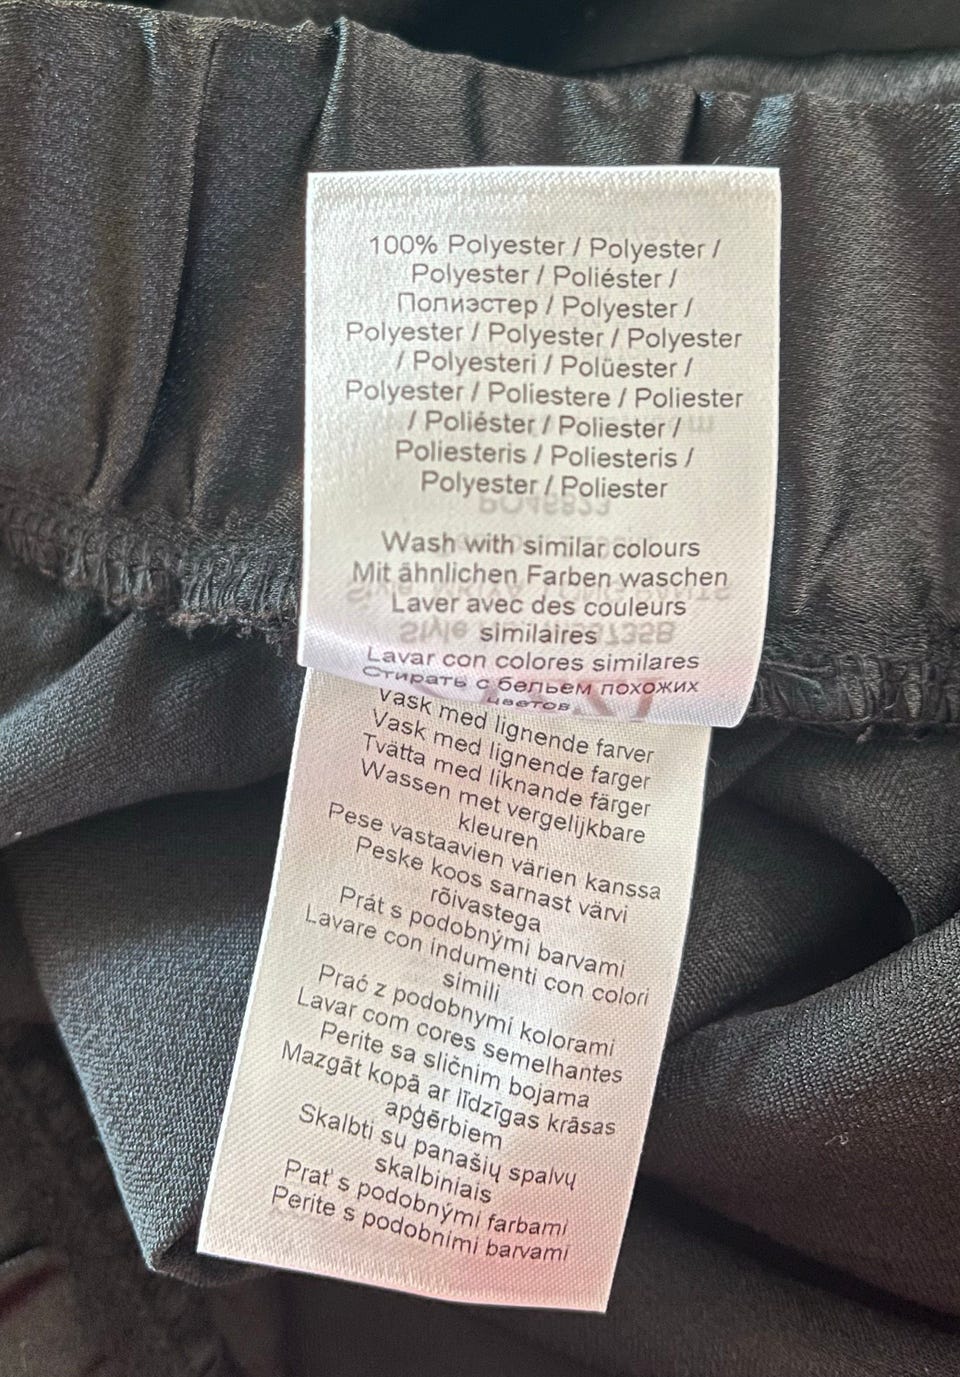 100% Polyester / Polyester /
Polyester / Poliéster /
Полиэстер / Polyester /
Polyester / Polyester / Polyester
/ Polyesteri / Polüester /
Polyester / Poliestere / Poliester
/ Poliéster / Poliester /
Poliesteris / Poliesteris /
Polyester / Poliester
Wash with similar colours
Mit ähnlichen Farben waschen
Laver avec des couleurs
similaires
Lavar con colores similares
Стирать с бельем похожих
цветов
Vask med lignende farver
Vask med lignende farger
Tvätta med liknande färger
Wassen met vergelijkbare
kleuren
Pese vastaavien värien kanssa
Peske koos sarnast värvi
rõivastega
Prát s podobnými barvami
Lavare con indumenti con colori
simili
Prać z podobnymi kolorami
Lavar com cores semelhantes
Perite sa sličnim bojama
Mazgāt kopā ar līdzīgas krāsas
apģērbiem
Skalbti su panašių spalvų
skalbiniais
Prať s podobnými farbami
Perite s podobnimi barvami